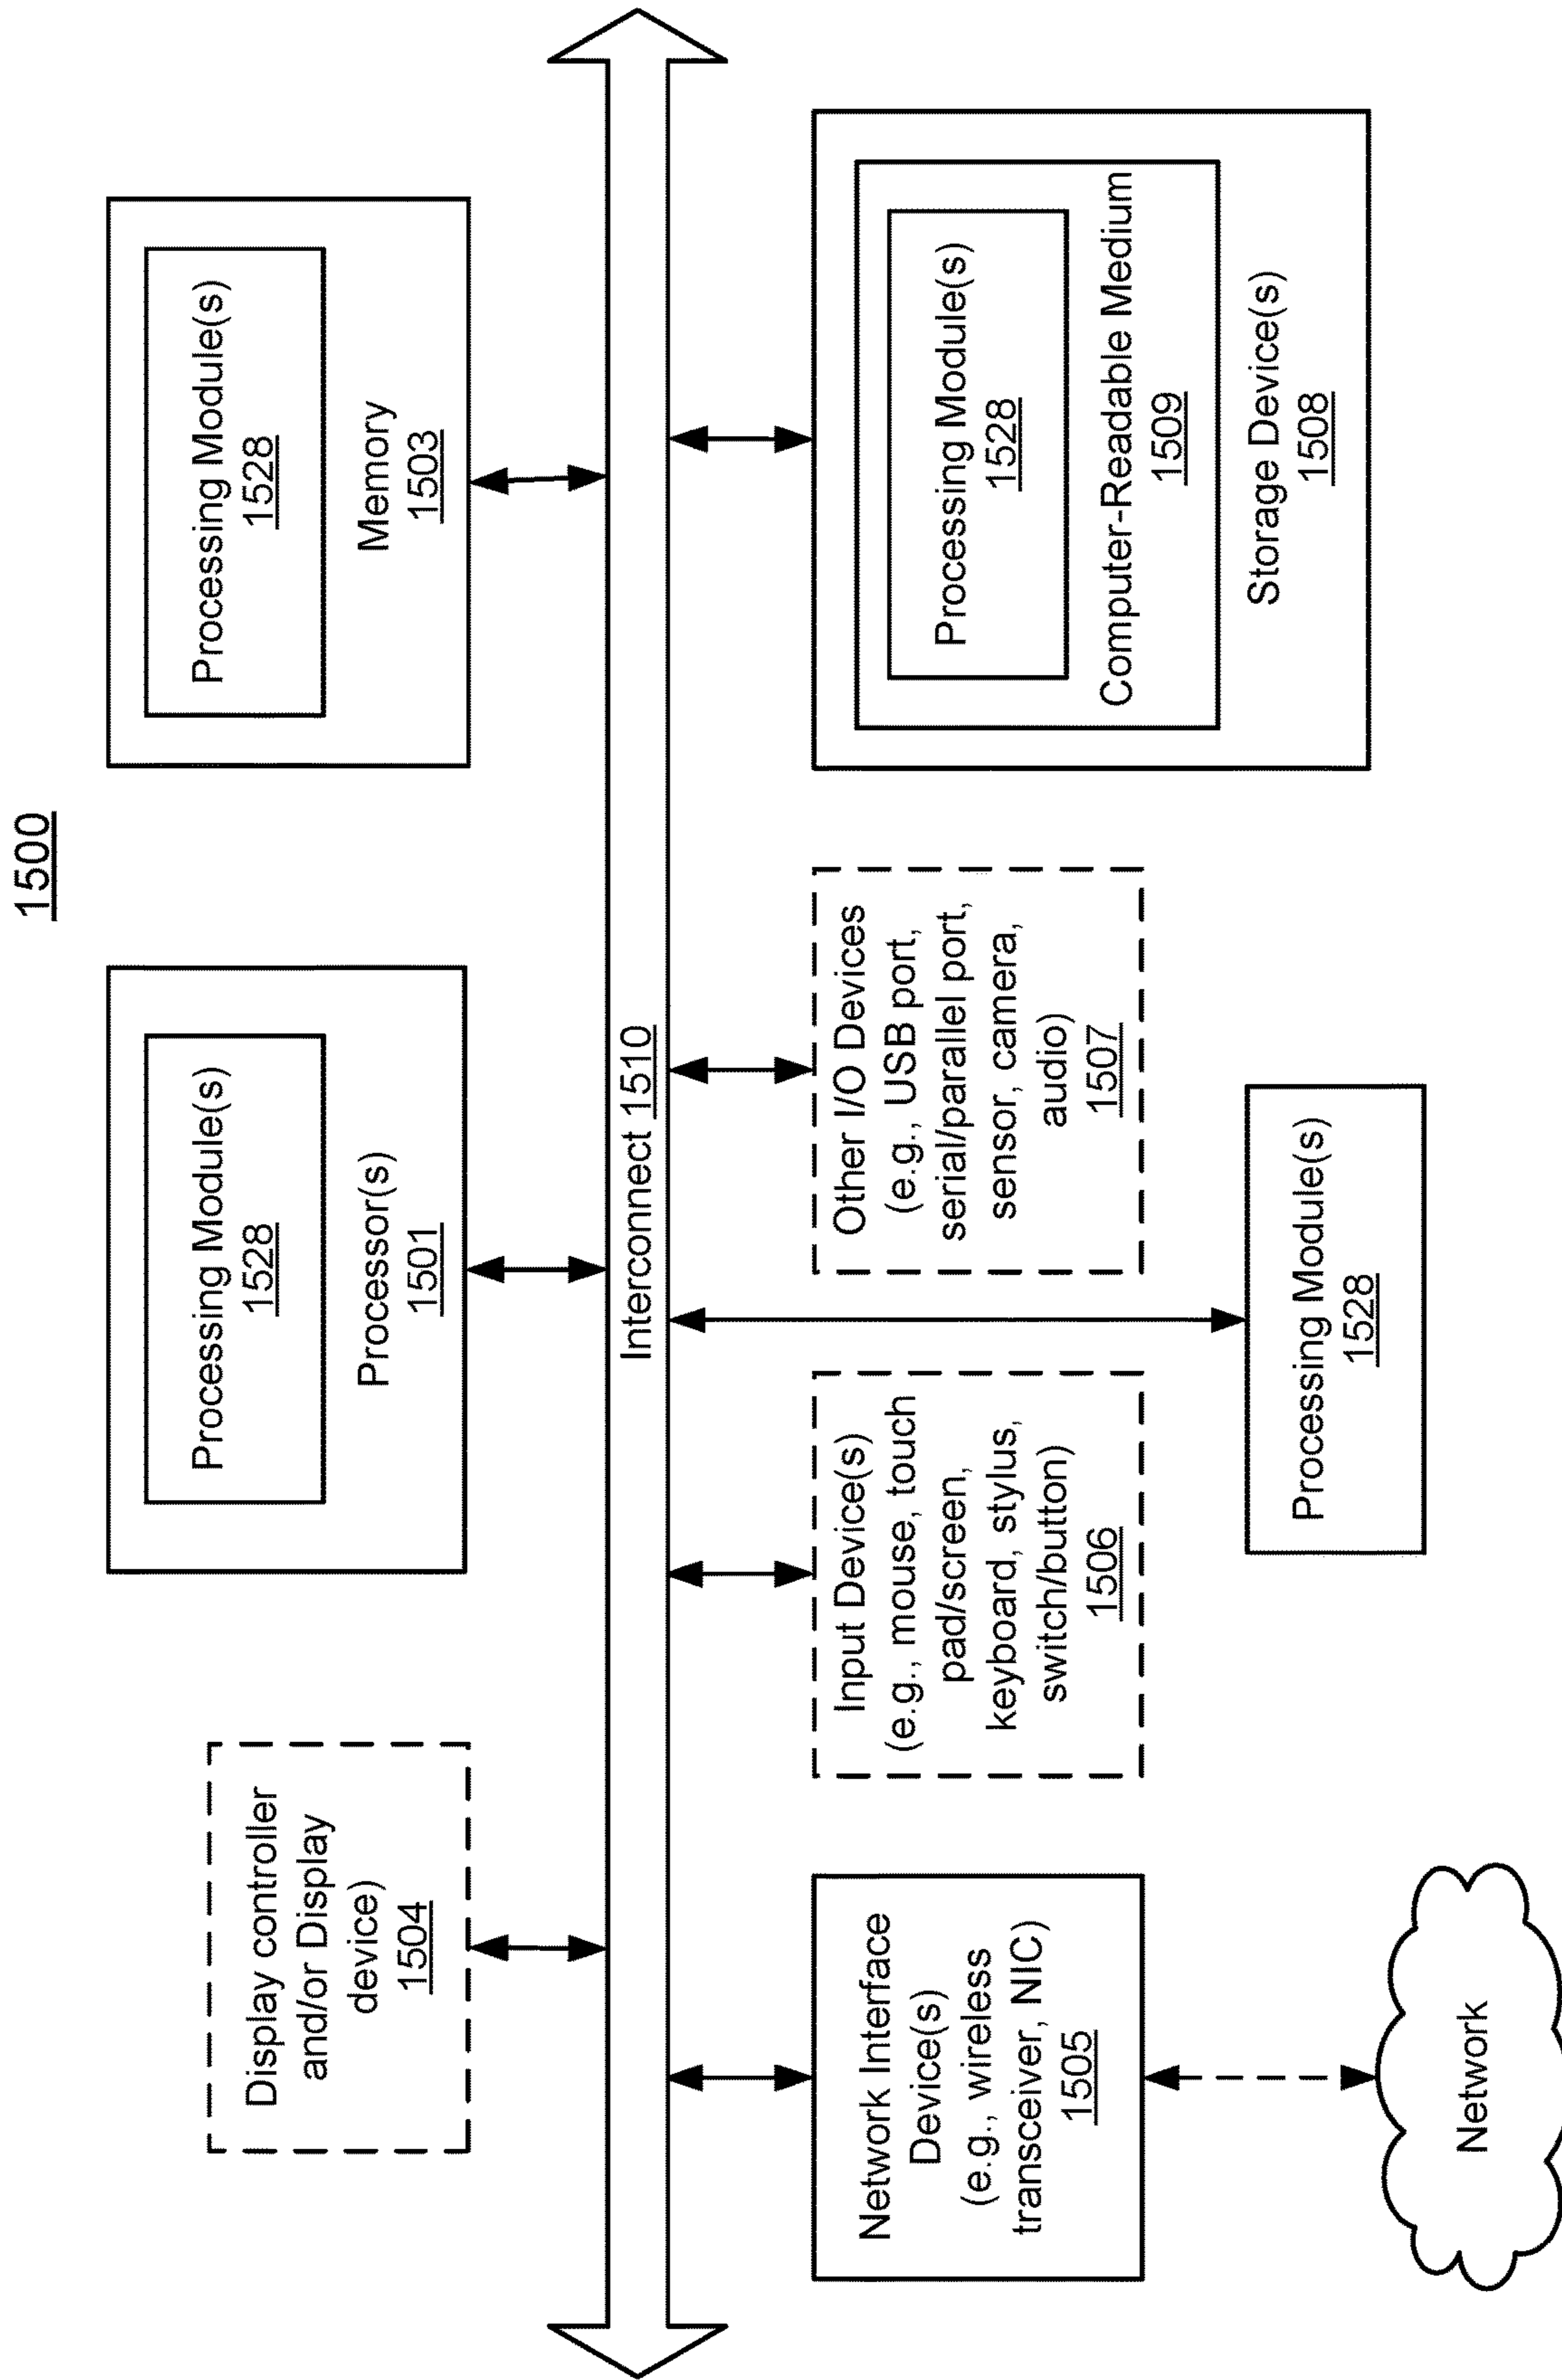 1500
Display controller
and/or Display
device)
1504
Processing Module(s)
1528
Processor(s)
1501
Processing Module(s)
1528
Memory
1503
Interconnect 1510
Network Interface
Device(s)
(e.g., wireless
transceiver, NIC)
1505
Input Device(s)
(e.g., mouse, touch
pad/screen,
keyboard, stylus,
switch/button)
1506
Other I/O Devices
(e.g., USB port,
serial/parallel port,
sensor, camera,
audio)
1507
Processing Module(s)
1528
Computer-Readable Medium
1509
Storage Device(s)
1508
Processing Module(s)
1528
Network